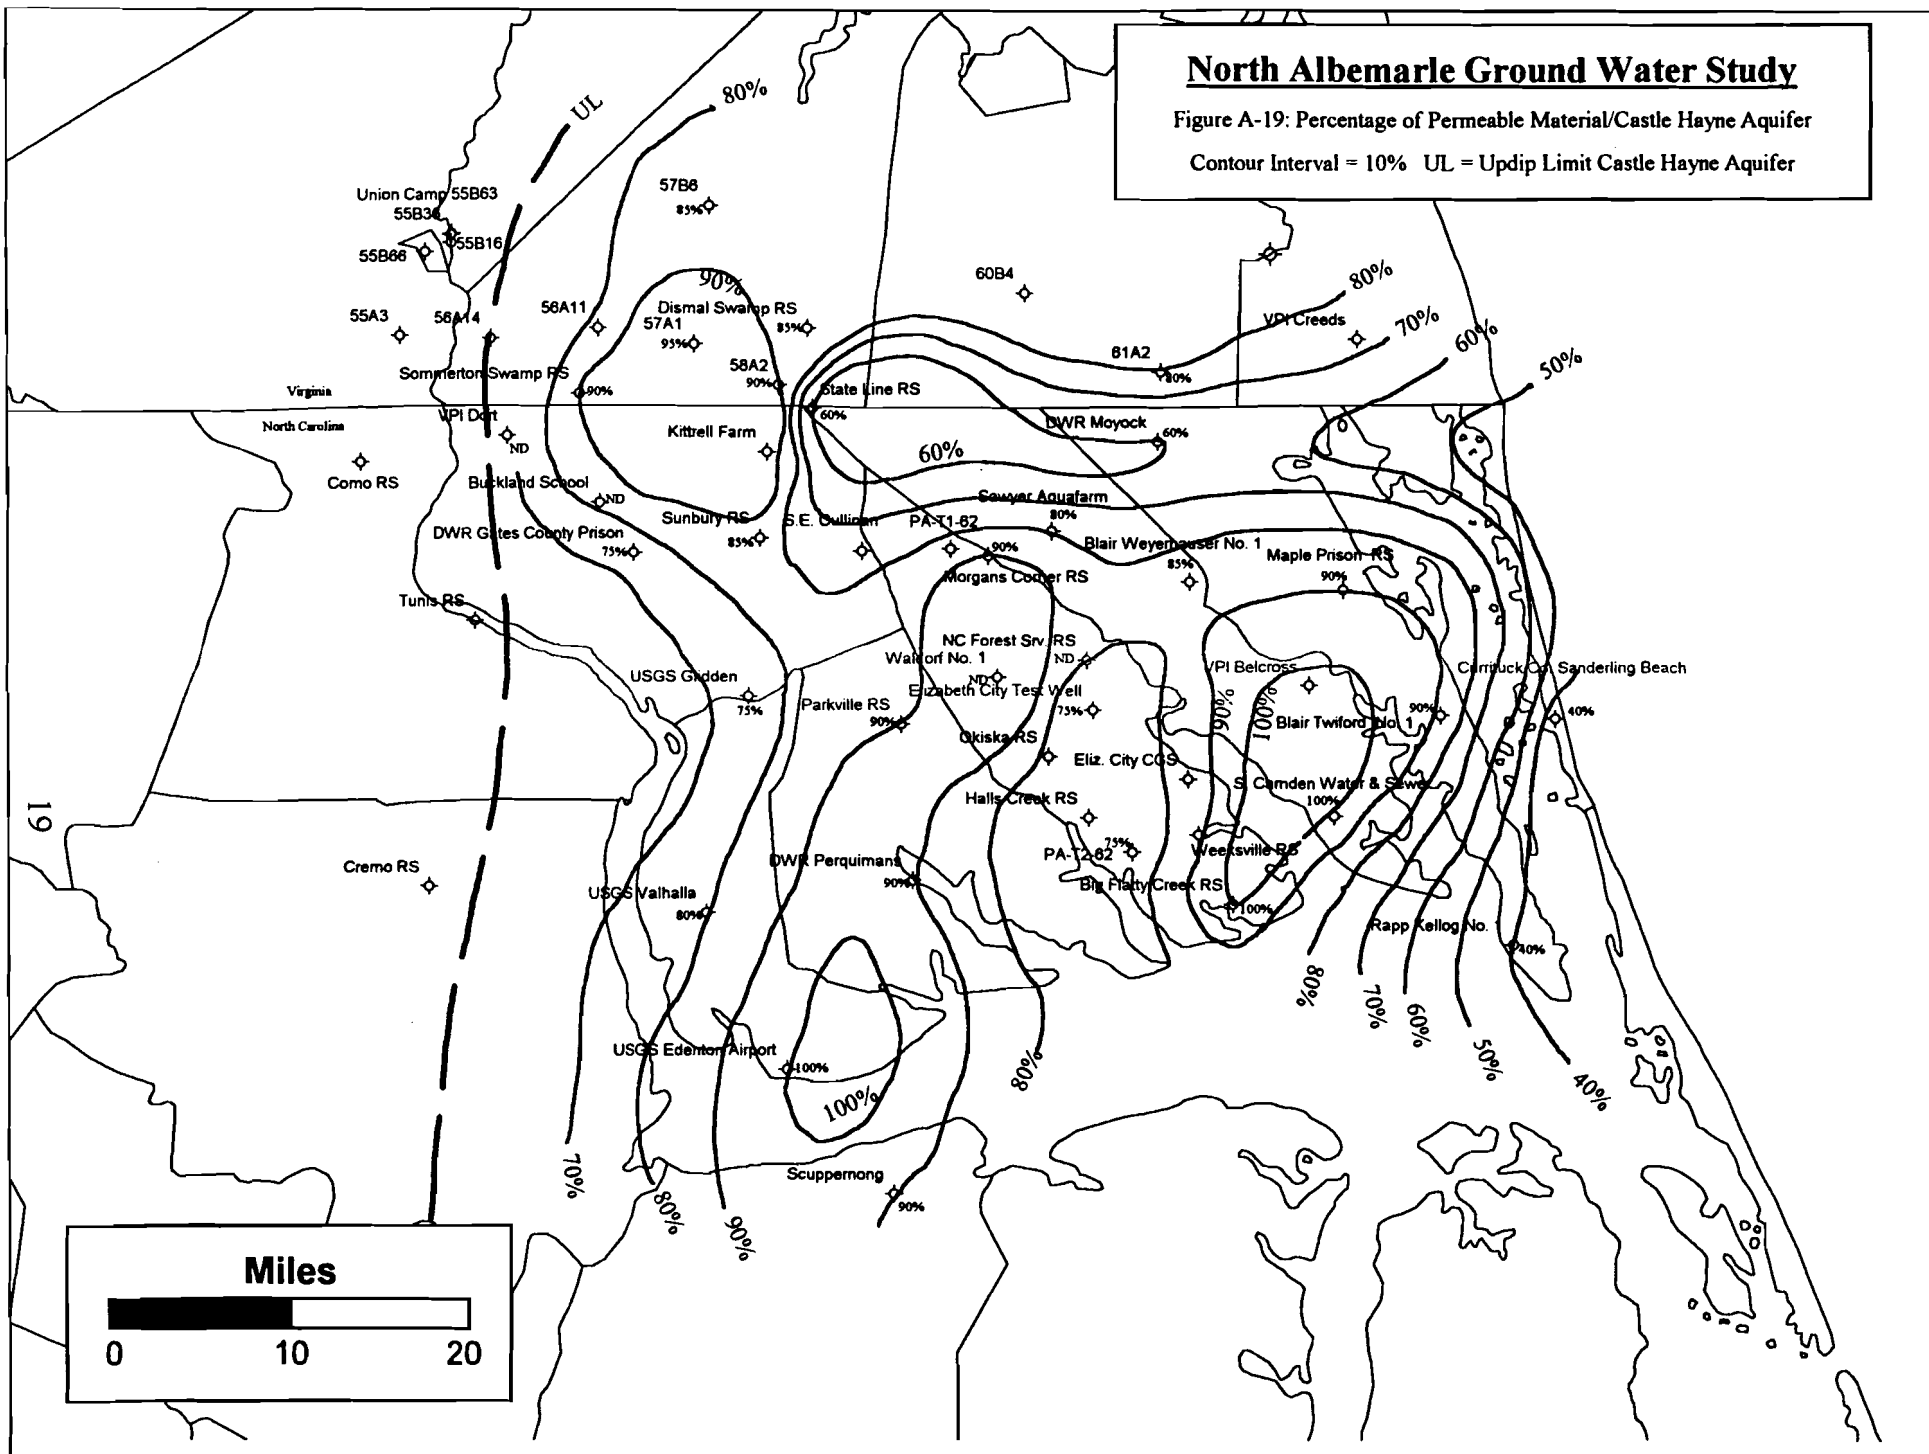 North Albemarle Ground Water Study
Figure A-19: Percentage of Permeable Material/Castle Hayne Aquifer
Contour Interval = 10% UL = Updip Limit Castle Hayne Aquifer
UL
80%
57B6
85%
Union Camp 55B63
55B36
55B16
55B66
60B4
80%
90%
55A3
56A14
56A11
Dismal Swamp RS
57A1
85%
95%
VPI Creeds
70%
60%
50%
58A2
90%
61A2
80%
Sommerton Swamp RS
90%
State Line RS
60%
Virginia
North Carolina
VPI Dort
ND
Kittrell Farm
DWR Moyock
60%
60%
Como RS
Buckland School
ND
Sawyer Aquafarm
80%
Sunbury RS
85%
S.E. Cullinan
PA-T1-62
DWR Gates County Prison
75%
90%
Morgans Corner RS
Blair Weyerhauser No. 1
85%
Maple Prison RS
90%
Tunis RS
NC Forest Srv. RS
ND
Waldorf No. 1
ND
USGS Glidden
75%
Elizabeth City Test Well
75%
VPI Belcross
Currituck Co. Sanderling Beach
40%
Parkville RS
90%
90%
100%
Blair Twiford No. 1
90%
Okiska RS
Eliz. City CGS
S. Camden Water & Sewer
100%
Halls Creek RS
19
PA-T2-62
75%
Weeksville RS
Cremo RS
DWR Perquimans
90%
Big Flatty Creek RS
100%
USGS Valhalla
80%
Rapp Kellog No. 1
40%
80%
70%
60%
50%
40%
USGS Edenton Airport
100%
100%
80%
Scuppernong
90%
70%
80%
90%
Miles
0 10 20